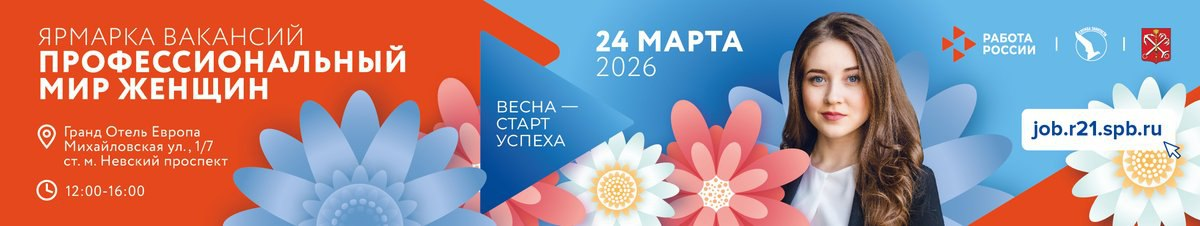 ЯРМАРКА ВАКАНСИЙ
ПРОФЕССИОНАЛЬНЫЙ
МИР ЖЕНЩИН
Гранд Отель Европа
Михайловская ул., 1/7
ст. м. Невский проспект
12:00-16:00
ВЕСНА —
СТАРТ
УСПЕХА
24 МАРТА
2026
РАБОТА
РОССИИ
job.r21.spb.ru